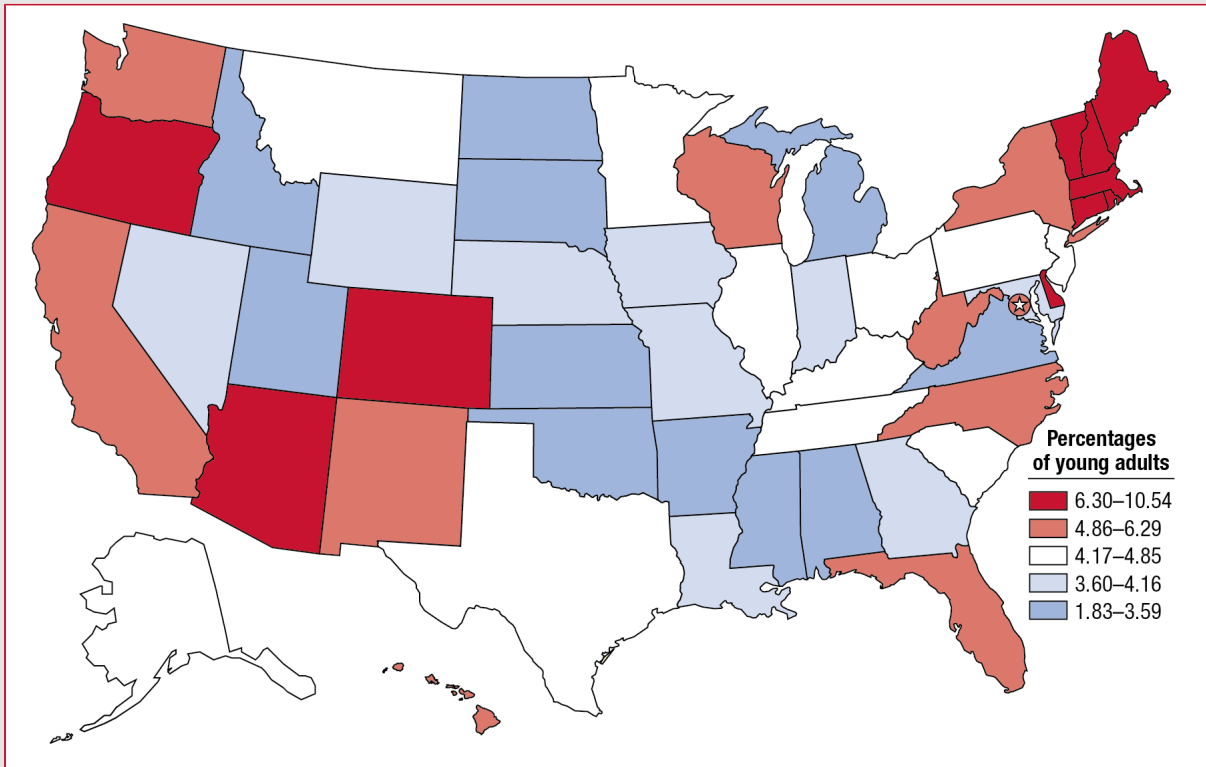 Percentages
of young adults
6.30–10.54
4.86–6.29
4.17–4.85
3.60–4.16
1.83–3.59